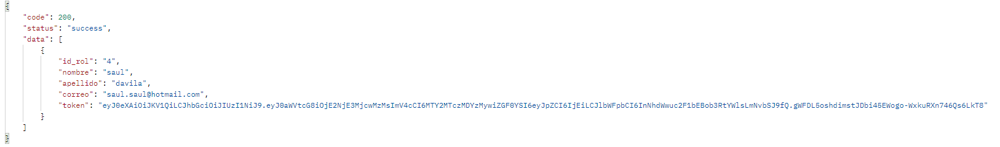 {
"code": 200,
"status": "success",
"data": [
{
"id_rol": "4",
"nombre": "saul",
"apellido": "davila",
"correo": "saul.saul@hotmail.com",
"token": "eyJ0eXAiOiJKV1QiLCJhbGciOiJIUzI1NiJ9.eyJ0aWVtcG8iOjE2NjE3MjcwMzMsImV4cCI6MTY2MTczMDYzMywiZGF0YSI6eyJpZCI6IjEiLCJlbWFpbCI6InNhdWwuc2F1bEBob3RtYWlsLmNvbSJ9fQ.gWFDL5oshdimstJDbi45EWogo-WxkuRXn746Qs6LkT8"
}
]
}